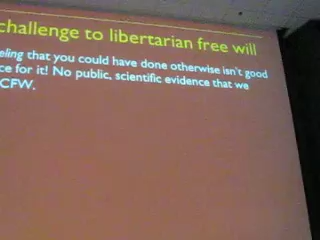 challenge to libertarian free will
eling that you could have done otherwise isn't good
ce for it! No public, scientific evidence that we
CFW.